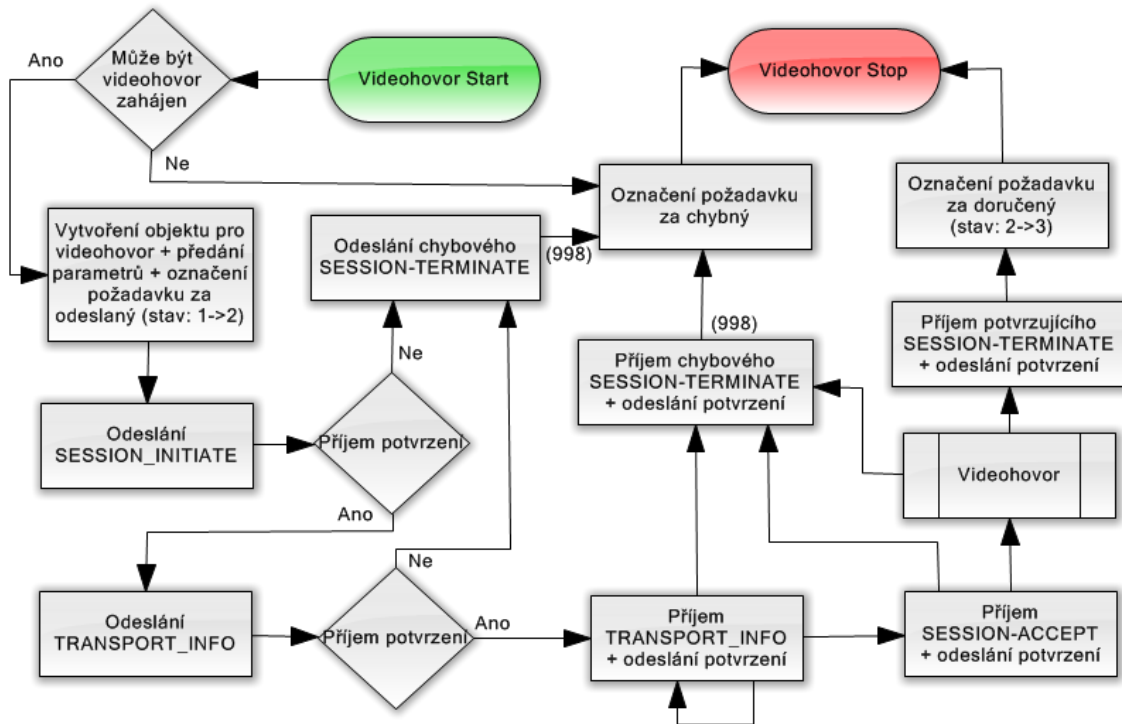 Může být
videohovor
zahájen
Ano
Ne
Videohovor Start
Videohovor Stop
Označení požadavku
za chybný
Označení požadavku
za doručený
(stav: 2->3)
Vytvoření objektu pro
videohovor + předání
parametrů + označení
požadavku za
odeslaný (stav: 1->2)
Odeslání chybového
SESSION-TERMINATE
(998)
(998)
Příjem chybového
SESSION-TERMINATE
+ odeslání potvrzení
Příjem potvrzujícího
SESSION-TERMINATE
+ odeslání potvrzení
Ne
Odeslání
SESSION_INITIATE
Příjem potvrzení
Videohovor
Ano
Ne
Odeslání
TRANSPORT_INFO
Příjem potvrzení
Ano
Příjem
TRANSPORT_INFO
+ odeslání potvrzení
Příjem
SESSION-ACCEPT
+ odeslání potvrzení